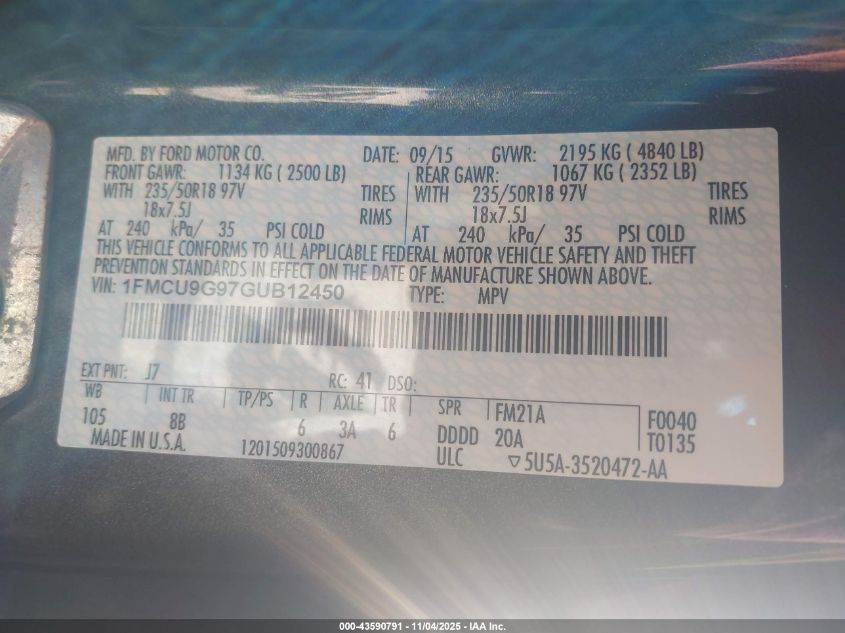 MFD. BY FORD MOTOR CO. DATE: 09/15 GVWR: 2195 KG ( 4840 LB)
FRONT GAWR: 1134 KG ( 2500 LB) REAR GAWR: 1067 KG ( 2352 LB)
WITH 235/50R18 97V TIRES WITH 235/50R18 97V TIRES
18x7.5J RIMS 18x7.5J RIMS
AT 240 kPa/ 35 PSI COLD AT 240 kPa/ 35 PSI COLD
THIS VEHICLE CONFORMS TO ALL APPLICABLE FEDERAL MOTOR VEHICLE SAFETY AND THEFT
PREVENTION STANDARDS IN EFFECT ON THE DATE OF MANUFACTURE SHOWN ABOVE.
VIN: 1FMCU9G97GUB12450 TYPE: MPV
EXT PNT: J7 RC: 41 DSO:
WB INT TR TP/PS R AXLE TR SPR FM21A F0040
105 8B 6 3A 6 DDDD 20A T0135
MADE IN U.S.A. 1201509300867 ULC ▽5U5A-3520472-AA
000-43590791 - 11/04/2025 - IAA Inc.